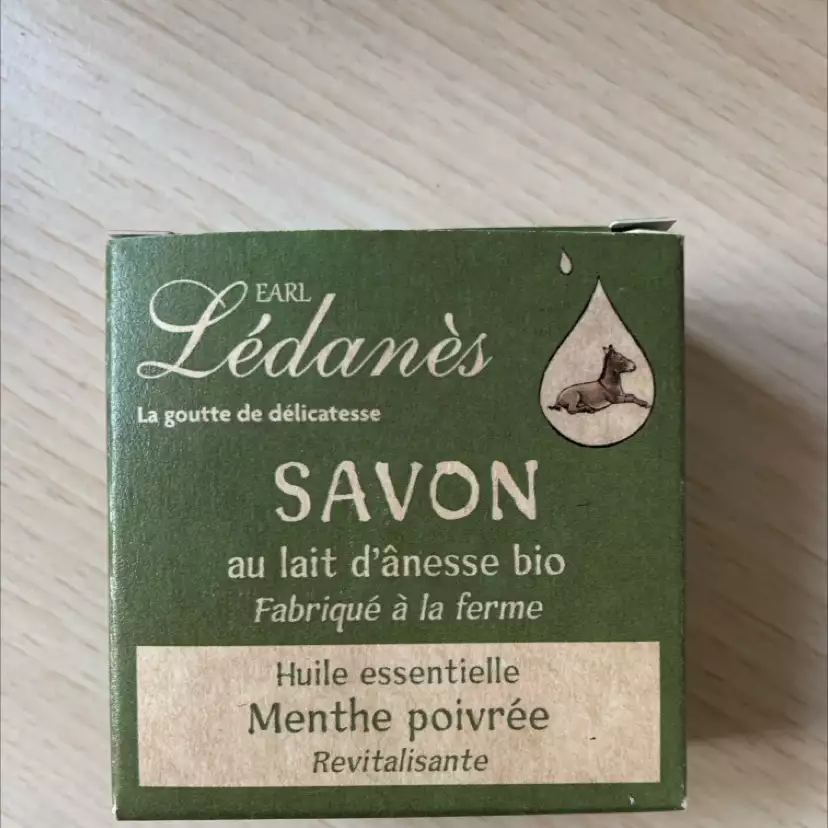 EARL
Lédanès
La goutte de délicatesse
SAVON
au lait d'ânesse bio
Fabriqué à la ferme
Huile essentielle
Menthe poivrée
Revitalisante